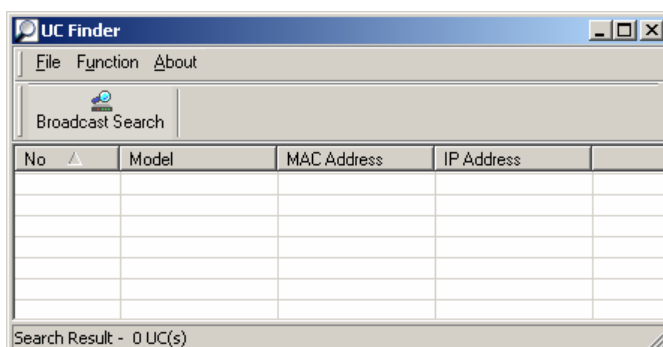 UC Finder
File Function About
Broadcast Search
No Model MAC Address IP Address
Search Result - 0 UC(s)